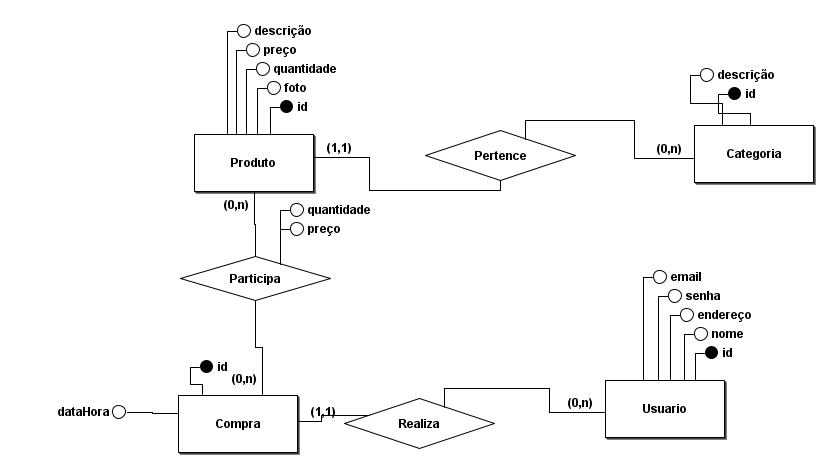 descrição
preço
quantidade
foto
id
descrição
id
Produto
(1,1)
Pertence
(0,n)
Categoria
(0,n)
quantidade
preço
Participa
email
senha
endereço
nome
id
id
(0,n)
dataHora
Compra
(1,1)
Realiza
(0,n)
Usuario